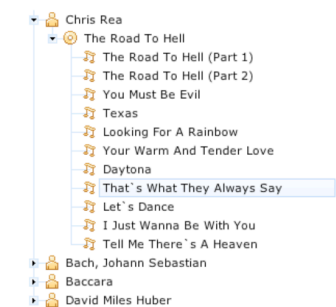 Chris Rea
The Road To Hell
The Road To Hell (Part 1)
The Road To Hell (Part 2)
You Must Be Evil
Texas
Looking For A Rainbow
Your Warm And Tender Love
Daytona
That`s What They Always Say
Let`s Dance
I Just Wanna Be With You
Tell Me There`s A Heaven
Bach, Johann Sebastian
Baccara
David Miles Huber